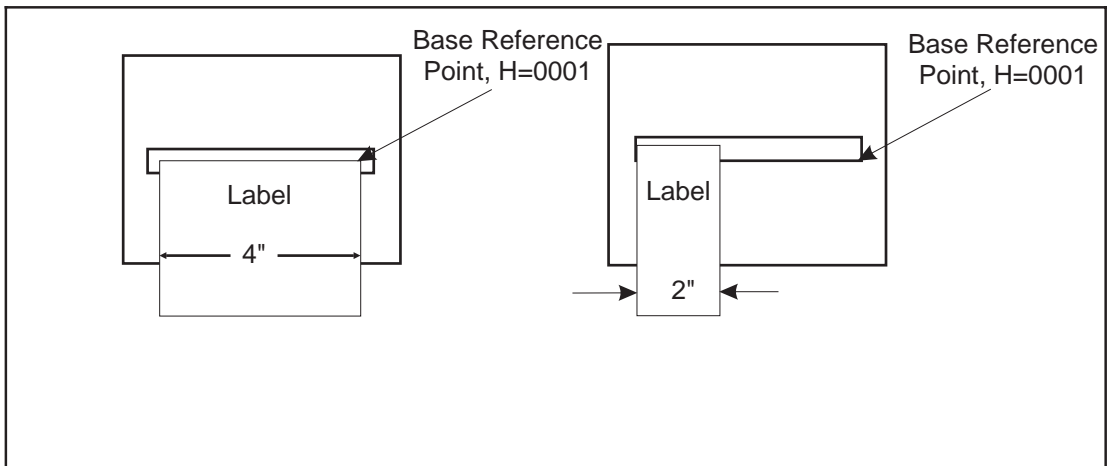 Base Reference
Point, H=0001
Label
4"
Base Reference
Point, H=0001
Label
2"